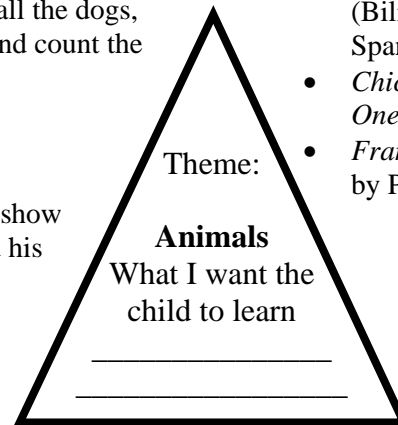 all the dogs,
nd count the
show
his
(Bil
Spar
• Chic
One
• Fran
by P
Theme:
Animals
What I want the
child to learn